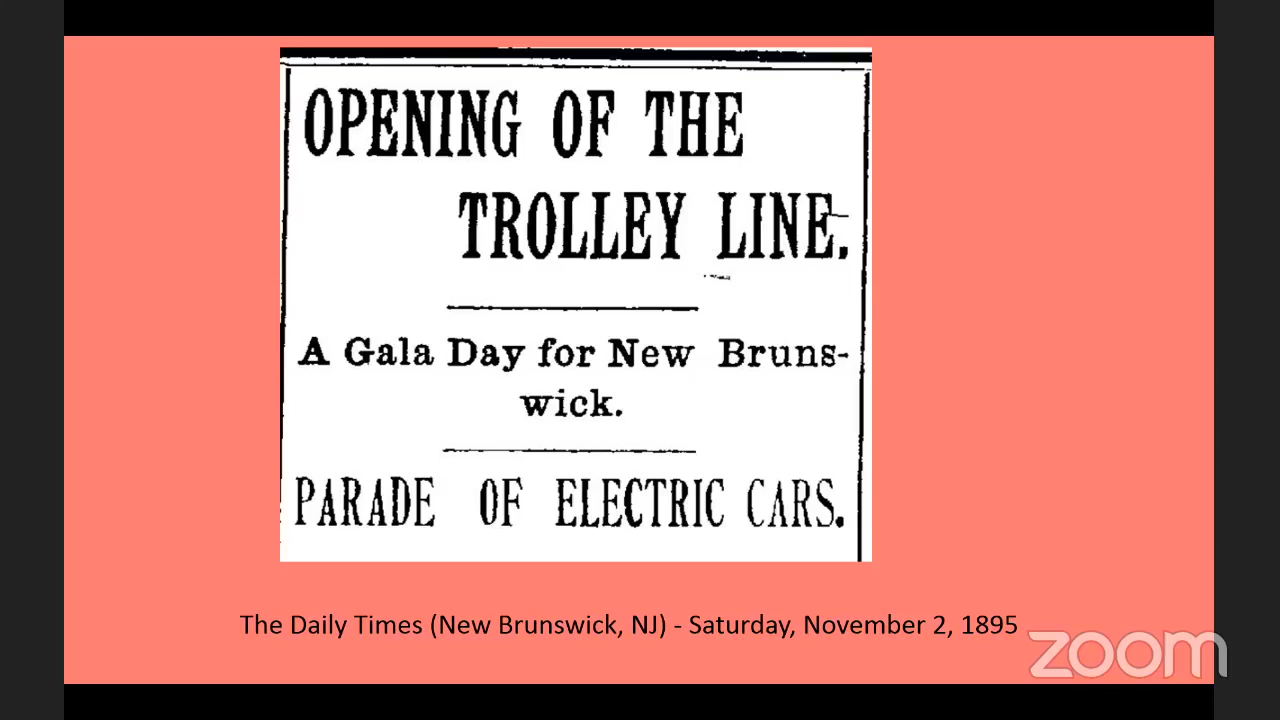 OPENING OF THE
TROLLEY LINE.
A Gala Day for New Bruns-
wick.
PARADE OF ELECTRIC CARS.
The Daily Times (New Brunswick, NJ) - Saturday, November 2, 1895
zoom